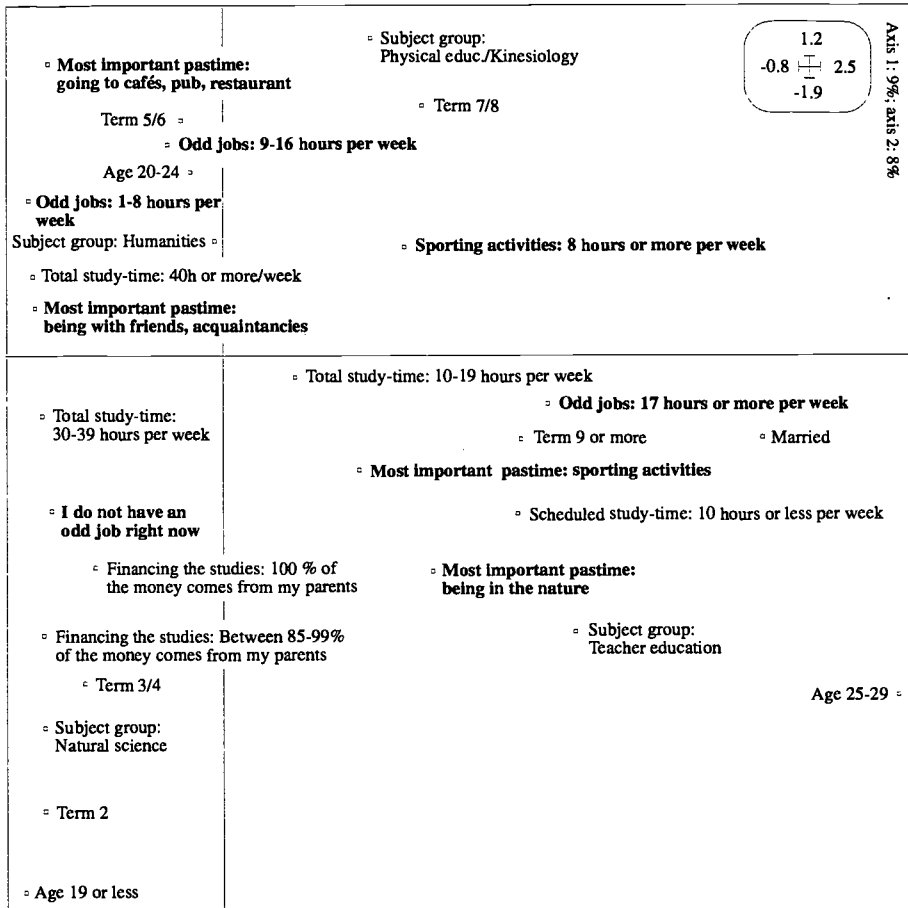 Subject group:
Physical educ./Kinesiology
Most important pastime:
going to cafés, pub, restaurant
1.2
-0.8 2.5
-1.9
Axis 1: 9%; axis 2: 8%
Term 7/8
Term 5/6
Odd jobs: 9-16 hours per week
Age 20-24
Odd jobs: 1-8 hours per
week
Subject group: Humanities
Sporting activities: 8 hours or more per week
Total study-time: 40h or more/week
Most important pastime:
being with friends, acquaintancies
Total study-time: 10-19 hours per week
Odd jobs: 17 hours or more per week
Total study-time:
30-39 hours per week
Term 9 or more
Married
Most important pastime: sporting activities
I do not have an
odd job right now
Scheduled study-time: 10 hours or less per week
Financing the studies: 100 % of
the money comes from my parents
Most important pastime:
being in the nature
Financing the studies: Between 85-99%
of the money comes from my parents
Subject group:
Teacher education
Term 3/4
Age 25-29
Subject group:
Natural science
Term 2
Age 19 or less